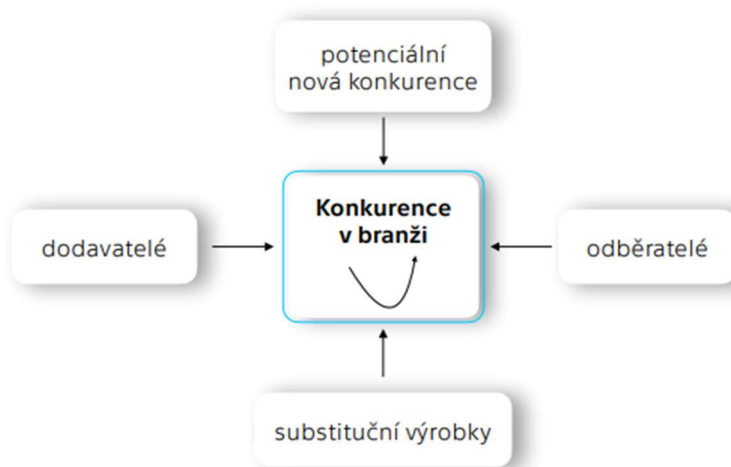 potenciální
nová konkurence
Konkurence
v branži
dodavatelé
odběratelé
substituční výrobky